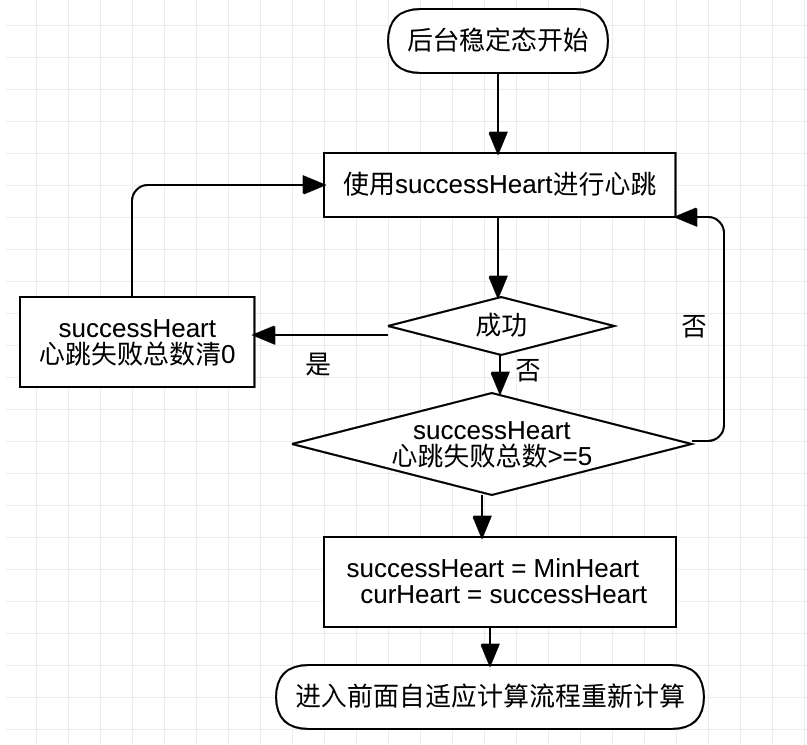 后台稳定态开始
使用successHeart进行心跳
成功
successHeart
心跳失败总数清0
是
否
否
successHeart
心跳失败总数>=5
successHeart = MinHeart
curHeart = successHeart
进入前面自适应计算流程重新计算